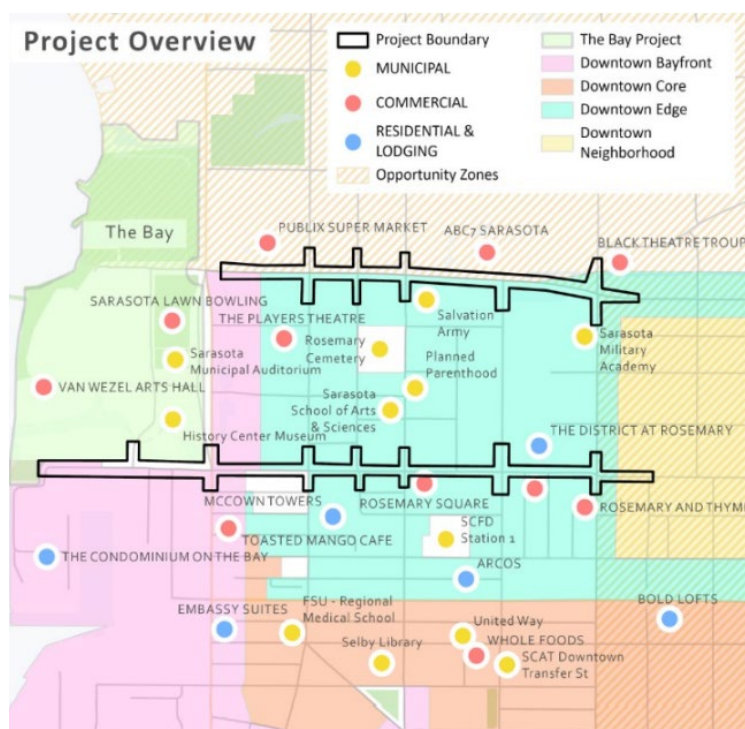 Project Overview
Project Boundary
MUNICIPAL
COMMERCIAL
RESIDENTIAL &
LODGING
Opportunity Zones
The Bay Project
Downtown Bayfront
Downtown Core
Downtown Edge
Downtown
Neighborhood
The Bay
PUBLIX SUPER MARKET
ABC7 SARASOTA
BLACK THEATRE TROUP
SARASOTA LAWN BOWLING
THE PLAYERS THEATRE
Salvation
Army
Rosemary
Cemetery
Sarasota
Military
Academy
Sarasota
Municipal Auditorium
Planned
Parenthood
VAN WEZEL ARTS HALL
Sarasota
School of Arts
& Sciences
History Center Museum
THE DISTRICT AT ROSEMARY
MCCOWN TOWERS
ROSEMARY SQUARE
ROSEMARY AND THYME
TOASTED MANGO CAFE
SCFD
Station 1
THE CONDOMINIUM ON THE BAY
ARCOS
EMBASSY SUITES
FSU - Regional
Medical School
BOLD LOFTS
Selby Library
United Way
WHOLE FOODS
SCAT Downtown
Transfer St